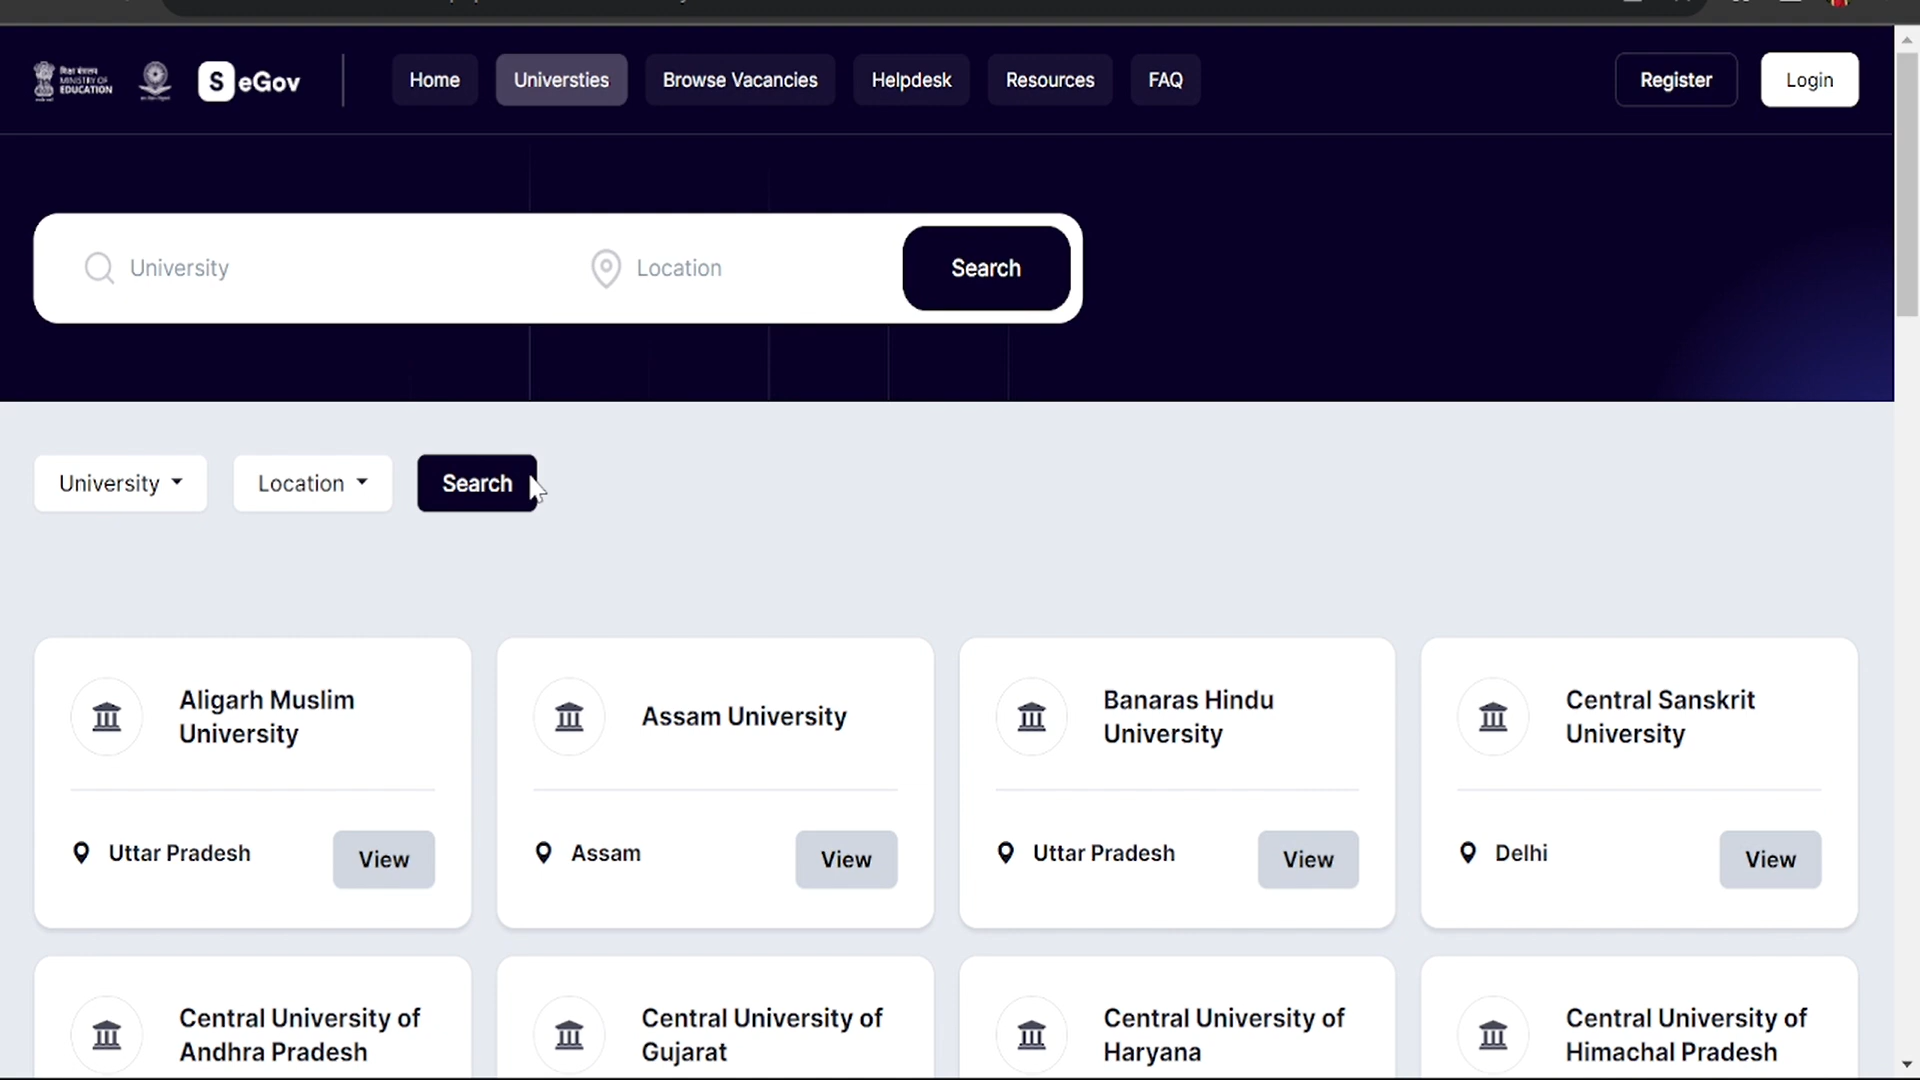 शिक्षा मंत्रालय
MINISTRY OF
EDUCATION
S eGov
Home
Universties
Browse Vacancies
Helpdesk
Resources
FAQ
Register
Login
University
Location
Search
University
Location
Search
Aligarh Muslim
University
Uttar Pradesh
View
Assam University
Assam
View
Banaras Hindu
University
Uttar Pradesh
View
Central Sanskrit
University
Delhi
View
Central University of
Andhra Pradesh
Central University of
Gujarat
Central University of
Haryana
Central University of
Himachal Pradesh